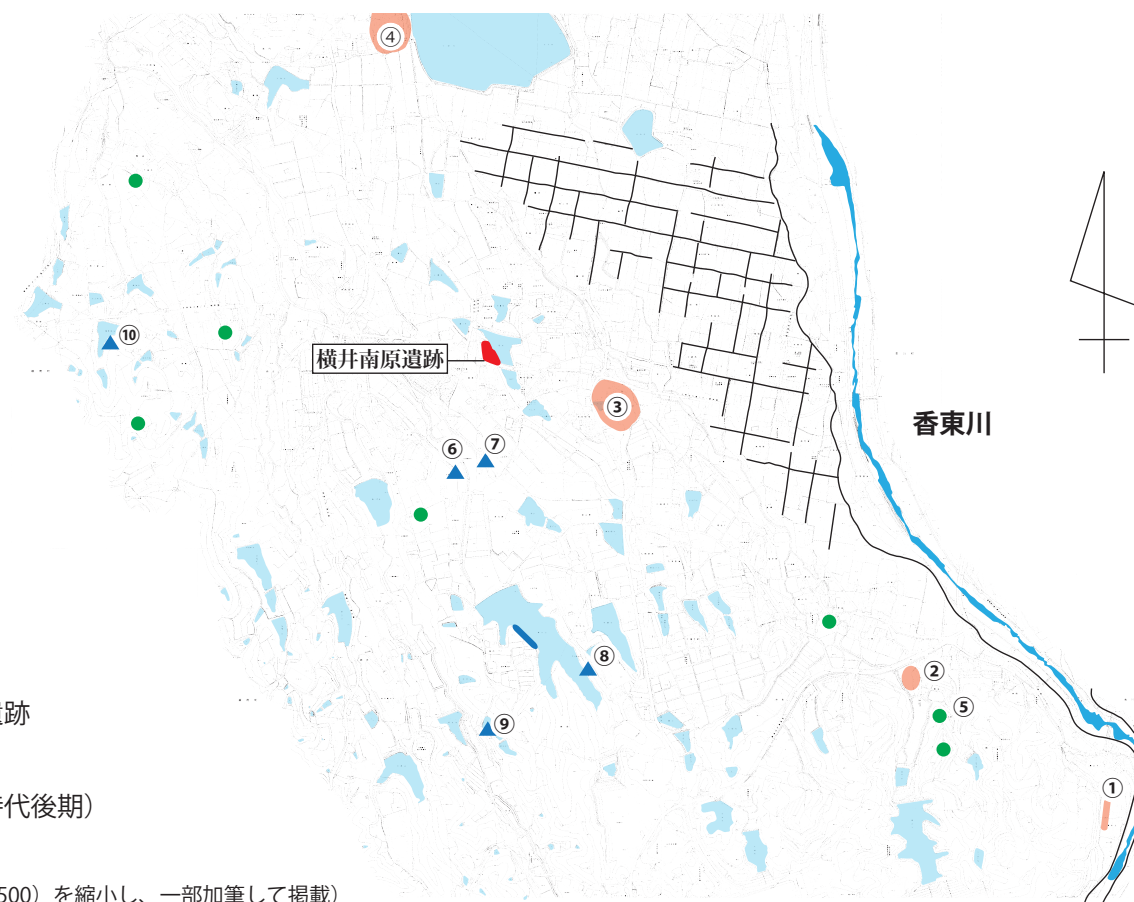 ④
⑩
横井南原遺跡
③
香東川
⑥
⑦
⑧
②
⑤
⑨
跡
①
代後期）
500）を縮小し、一部加筆して掲載）